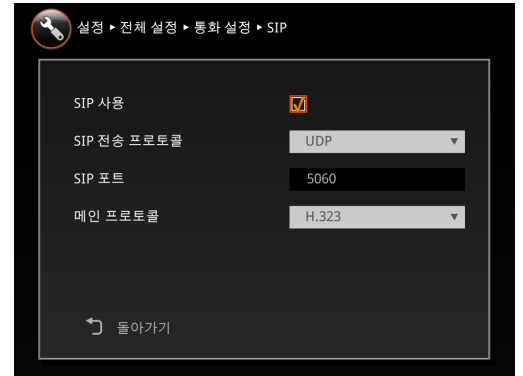 설정 ▸ 전체 설정 ▸ 통화 설정 ▸ SIP
SIP 사용
SIP 전송 프로토콜 UDP
SIP 포트 5060
메인 프로토콜 H.323
돌아가기